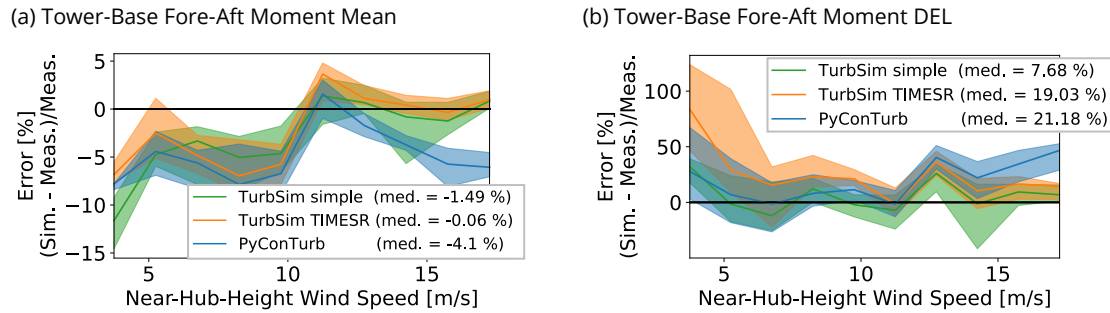 (a) Tower-Base Fore-Aft Moment Mean
Error [%]
(Sim. - Meas.)/Meas.
5
0
−5
−10
−15
TurbSim simple (med. = -1.49 %)
TurbSim TIMESR (med. = -0.06 %)
PyConTurb (med. = -4.1 %)
5
10
15
Near-Hub-Height Wind Speed [m/s]
(b) Tower-Base Fore-Aft Moment DEL
Error [%]
(Sim. - Meas.)/Meas.
100
50
0
TurbSim simple (med. = 7.68 %)
TurbSim TIMESR (med. = 19.03 %)
PyConTurb (med. = 21.18 %)
5
10
15
Near-Hub-Height Wind Speed [m/s]